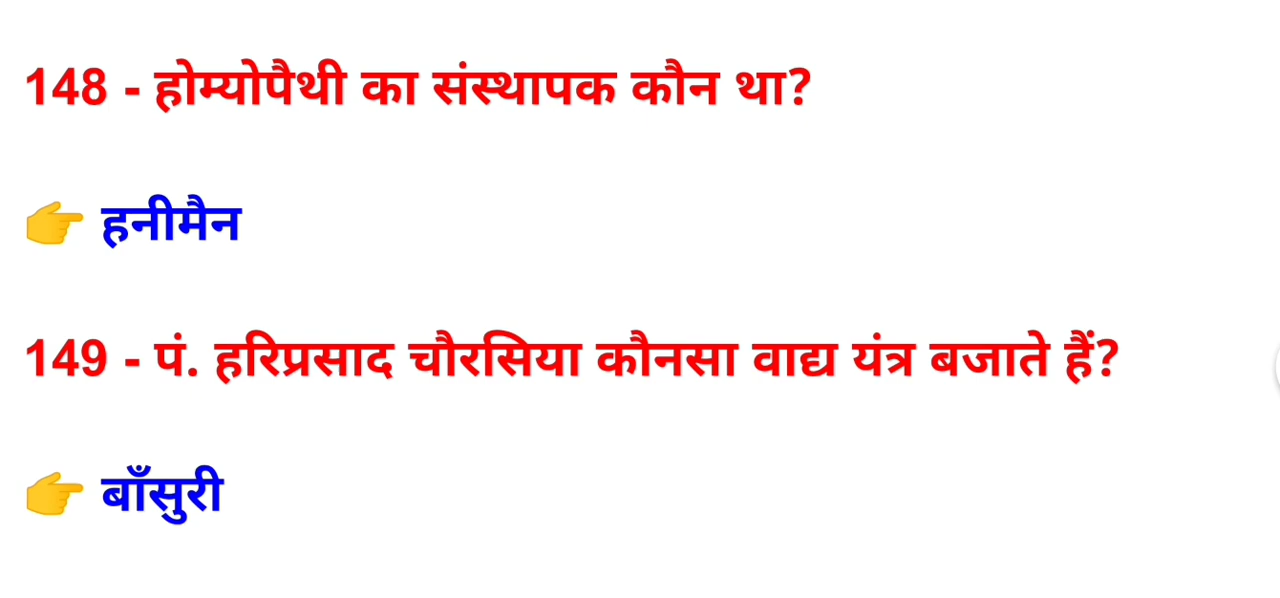 148 - होम्योपैथी का संस्थापक कौन था?
👉 हनीमैन
149 - पं. हरिप्रसाद चौरसिया कौनसा वाद्य यंत्र बजाते हैं?
👉 बाँसुरी